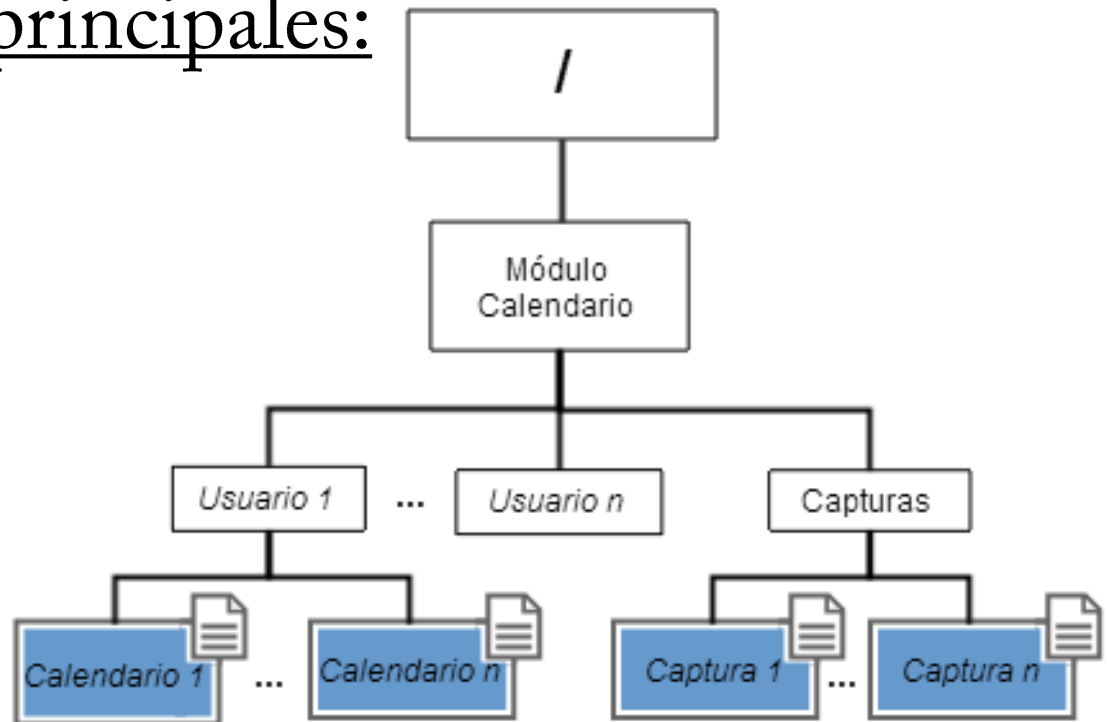 principales:
/
Módulo
Calendario
Usuario 1
...
Usuario n
Capturas
Calendario 1
...
Calendario n
Captura 1
...
Captura n